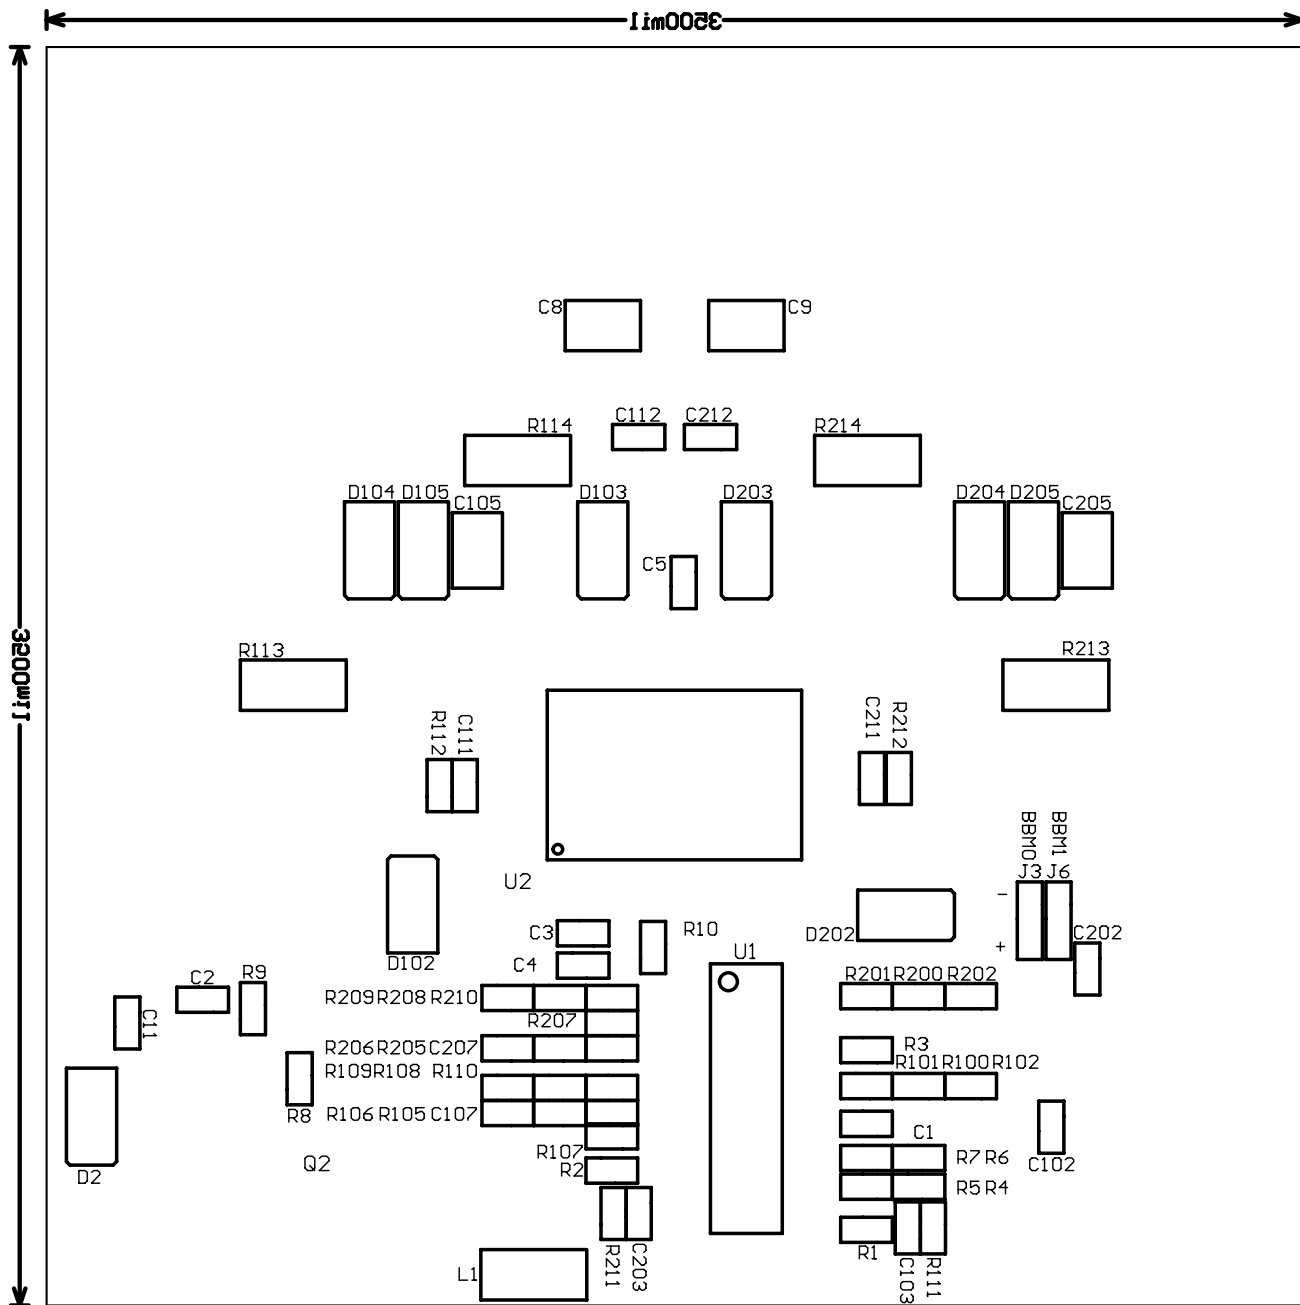 3500mil
3500mil
C8
C9
C112
C212
R114
R214
D104
D105
C105
D103
D203
D204
D205
C205
C5
R113
R213
R112
C111
C211
R212
BBM0
BBM1
J3
J6
-
+
U2
D202
C202
C3
R10
U1
D102
C4
C2
R9
C11
R209
R208
R210
R207
R201
R200
R202
R206
R205
C207
R3
R109
R108
R110
R101
R100
R102
R8
R106
R105
C107
C1
R107
R2
Q2
D2
R7
R6
C102
R5
R4
R1
L1
R211
C203
C103
R111